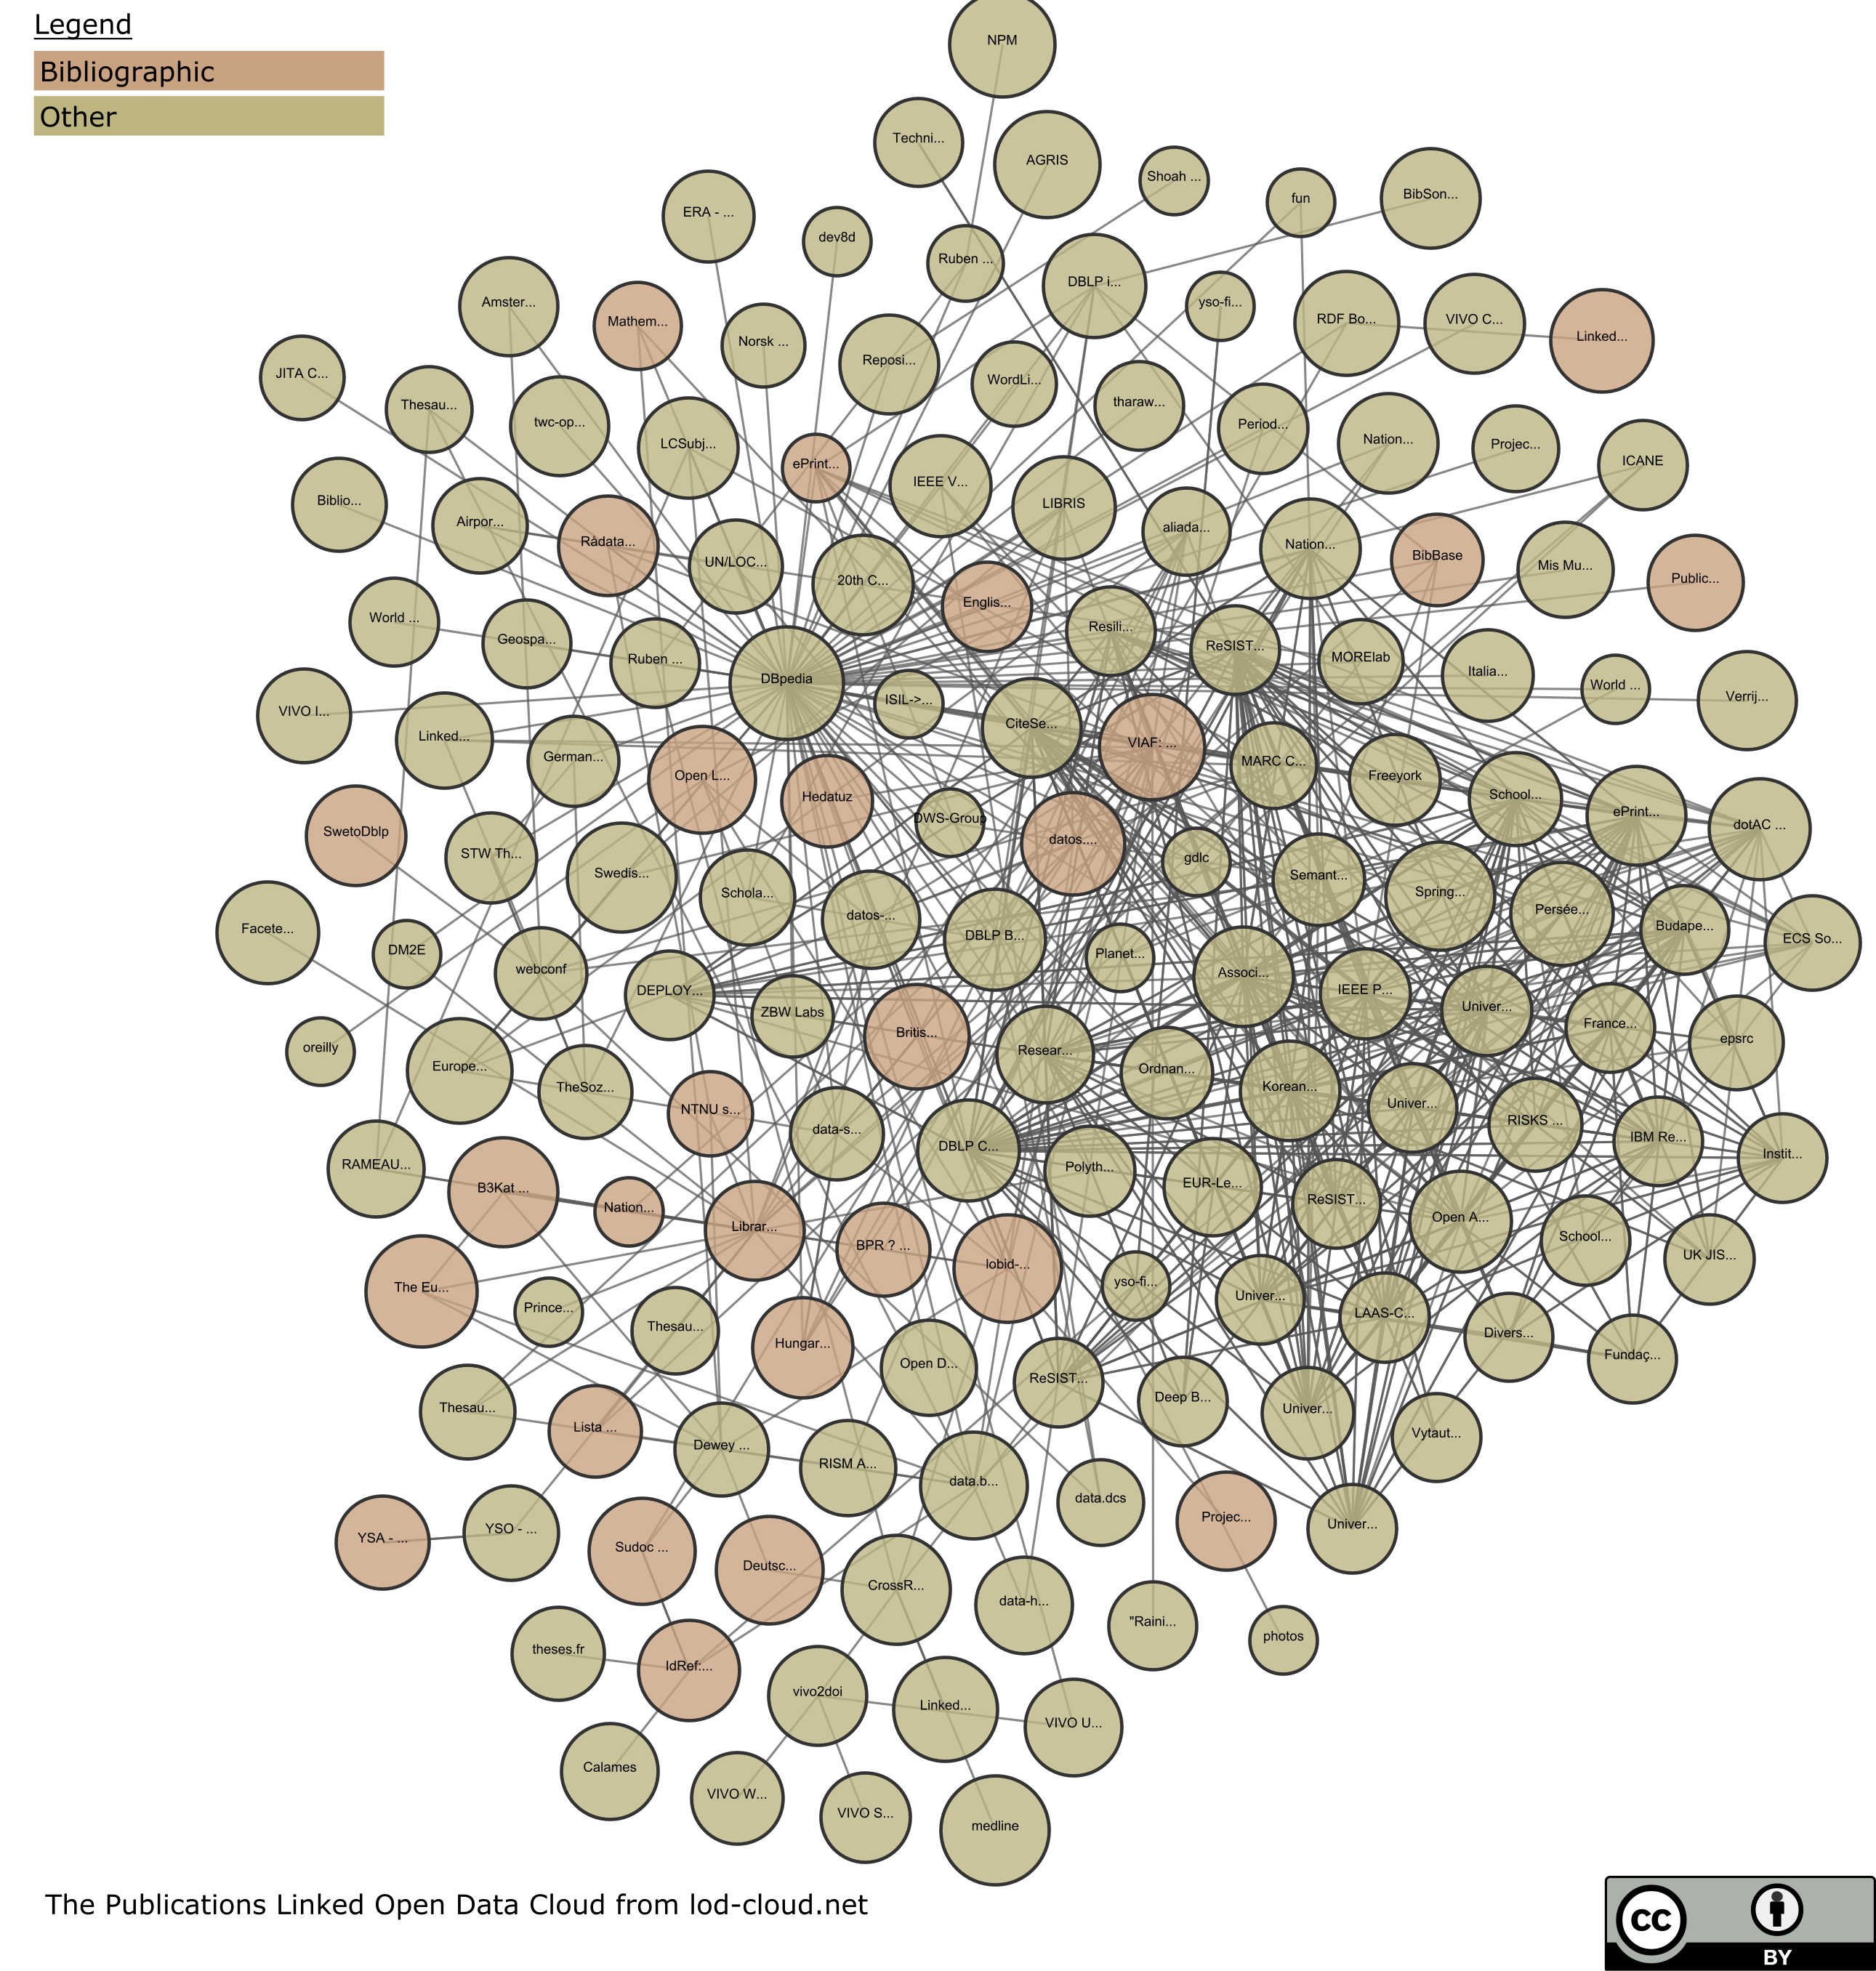 Legend
Bibliographic
Other
NPM
Techni...
AGRIS
Shoah ...
fun
BibSon...
ERA - ...
dev8d
Ruben ...
DBLP i...
yso-fi...
RDF Bo...
VIVO C...
Linked...
Amster...
Mathem...
Norsk ...
Reposi...
WordLi...
tharaw...
Period...
Nation...
Projec...
ICANE
JITA C...
Thesau...
twc-op...
LCSubj...
ePrint...
IEEE V...
LIBRIS
aliada...
Nation...
BibBase
Mis Mu...
Public...
Biblio...
Airpor...
Rådata...
UN/LOC...
20th C...
Englis...
Resili...
ReSIST...
MORElab
Italia...
World ...
Verrij...
World ...
Geospa...
Ruben ...
DBpedia
ISIL->...
CiteSe...
VIAF: ...
MARC C...
Freeyork
School...
ePrint...
dotAC ...
VIVO I...
Linked...
German...
Open L...
Hedatuz
DWS-Group
datos....
gdlc
Semant...
Spring...
Persée...
Budape...
ECS So...
SwetoDblp
STW Th...
Swedis...
Schola...
datos-...
DBLP B...
Planet...
Associ...
IEEE P...
Univer...
France...
epsrc
Facete...
DM2E
webconf
DEPLOY...
ZBW Labs
Britis...
Resear...
Ordnan...
Korean...
Univer...
RISKS ...
IBM Re...
Instit...
oreilly
Europe...
TheSoz...
NTNU s...
data-s...
DBLP C...
Polyth...
EUR-Le...
ReSIST...
Open A...
School...
UK JIS...
RAMEAU...
B3Kat ...
Nation...
Librar...
BPR ? ...
lobid-...
yso-fi...
Univer...
LAAS-C...
Divers...
Fundaç...
The Eu...
Prince...
Thesau...
Hungar...
Open D...
ReSIST...
Deep B...
Univer...
Vytaut...
Thesau...
Lista ...
Dewey ...
RISM A...
data.b...
data.dcs
Projec...
Univer...
YSA - ...
YSO - ...
Sudoc ...
Deutsc...
CrossR...
data-h...
"Raini...
photos
theses.fr
IdRef:...
vivo2doi
Linked...
VIVO U...
Calames
VIVO W...
VIVO S...
medline
The Publications Linked Open Data Cloud from lod-cloud.net
cc
BY